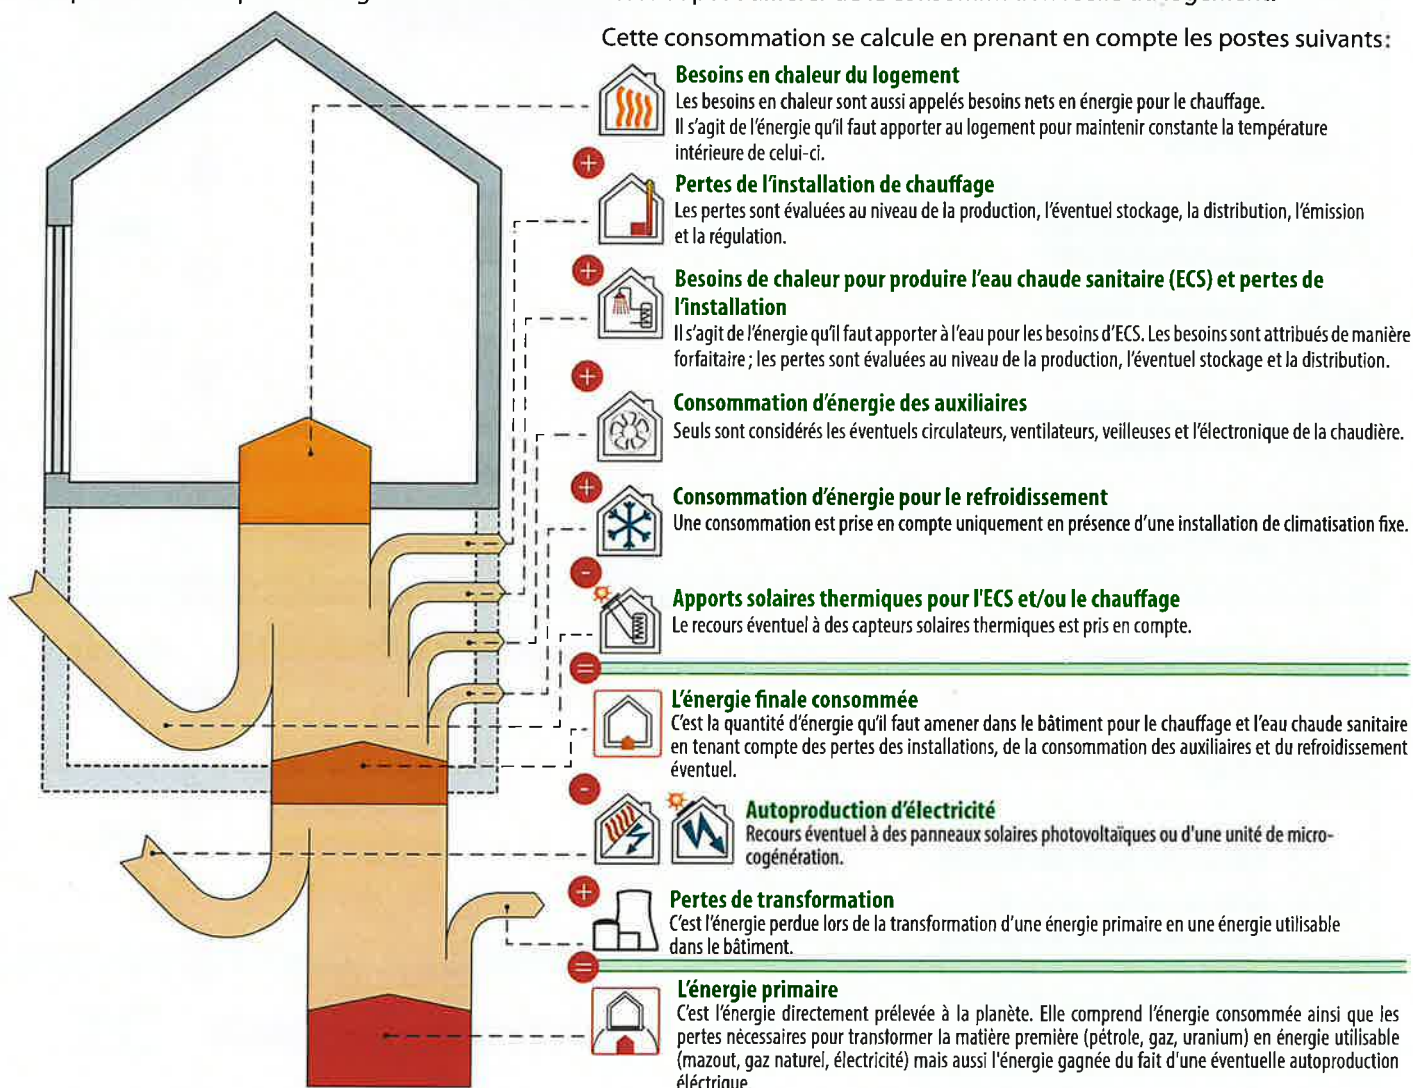 Cette consommation se calcule en prenant en compte les postes suivants:
Besoins en chaleur du logement
Les besoins en chaleur sont aussi appelés besoins nets en énergie pour le chauffage.
Il s'agit de l'énergie qu'il faut apporter au logement pour maintenir constante la température
intérieure de celui-ci.
+
Pertes de l'installation de chauffage
Les pertes sont évaluées au niveau de la production, l'éventuel stockage, la distribution, l'émission
et la régulation.
+
Besoins de chaleur pour produire l'eau chaude sanitaire (ECS) et pertes de
l'installation
Il s'agit de l'énergie qu'il faut apporter à l'eau pour les besoins d'ECS. Les besoins sont attribués de manière
forfaitaire ; les pertes sont évaluées au niveau de la production, l'éventuel stockage et la distribution.
+
Consommation d'énergie des auxiliaires
Seuls sont considérés les éventuels circulateurs, ventilateurs, veilleuses et l'électronique de la chaudière.
+
Consommation d'énergie pour le refroidissement
Une consommation est prise en compte uniquement en présence d'une installation de climatisation fixe.
-
Apports solaires thermiques pour l'ECS et/ou le chauffage
Le recours éventuel à des capteurs solaires thermiques est pris en compte.
=
L'énergie finale consommée
C'est la quantité d'énergie qu'il faut amener dans le bâtiment pour le chauffage et l'eau chaude sanitaire
en tenant compte des pertes des installations, de la consommation des auxiliaires et du refroidissement
éventuel.
-
Autoproduction d'électricité
Recours éventuel à des panneaux solaires photovoltaïques ou d'une unité de micro-
cogénération.
+
Pertes de transformation
C'est l'énergie perdue lors de la transformation d'une énergie primaire en une énergie utilisable
dans le bâtiment.
=
L'énergie primaire
C'est l'énergie directement prélevée à la planète. Elle comprend l'énergie consommée ainsi que les
pertes nécessaires pour transformer la matière première (pétrole, gaz, uranium) en énergie utilisable
(mazout, gaz naturel, électricité) mais aussi l'énergie gagnée du fait d'une éventuelle autoproduction
éléctrique